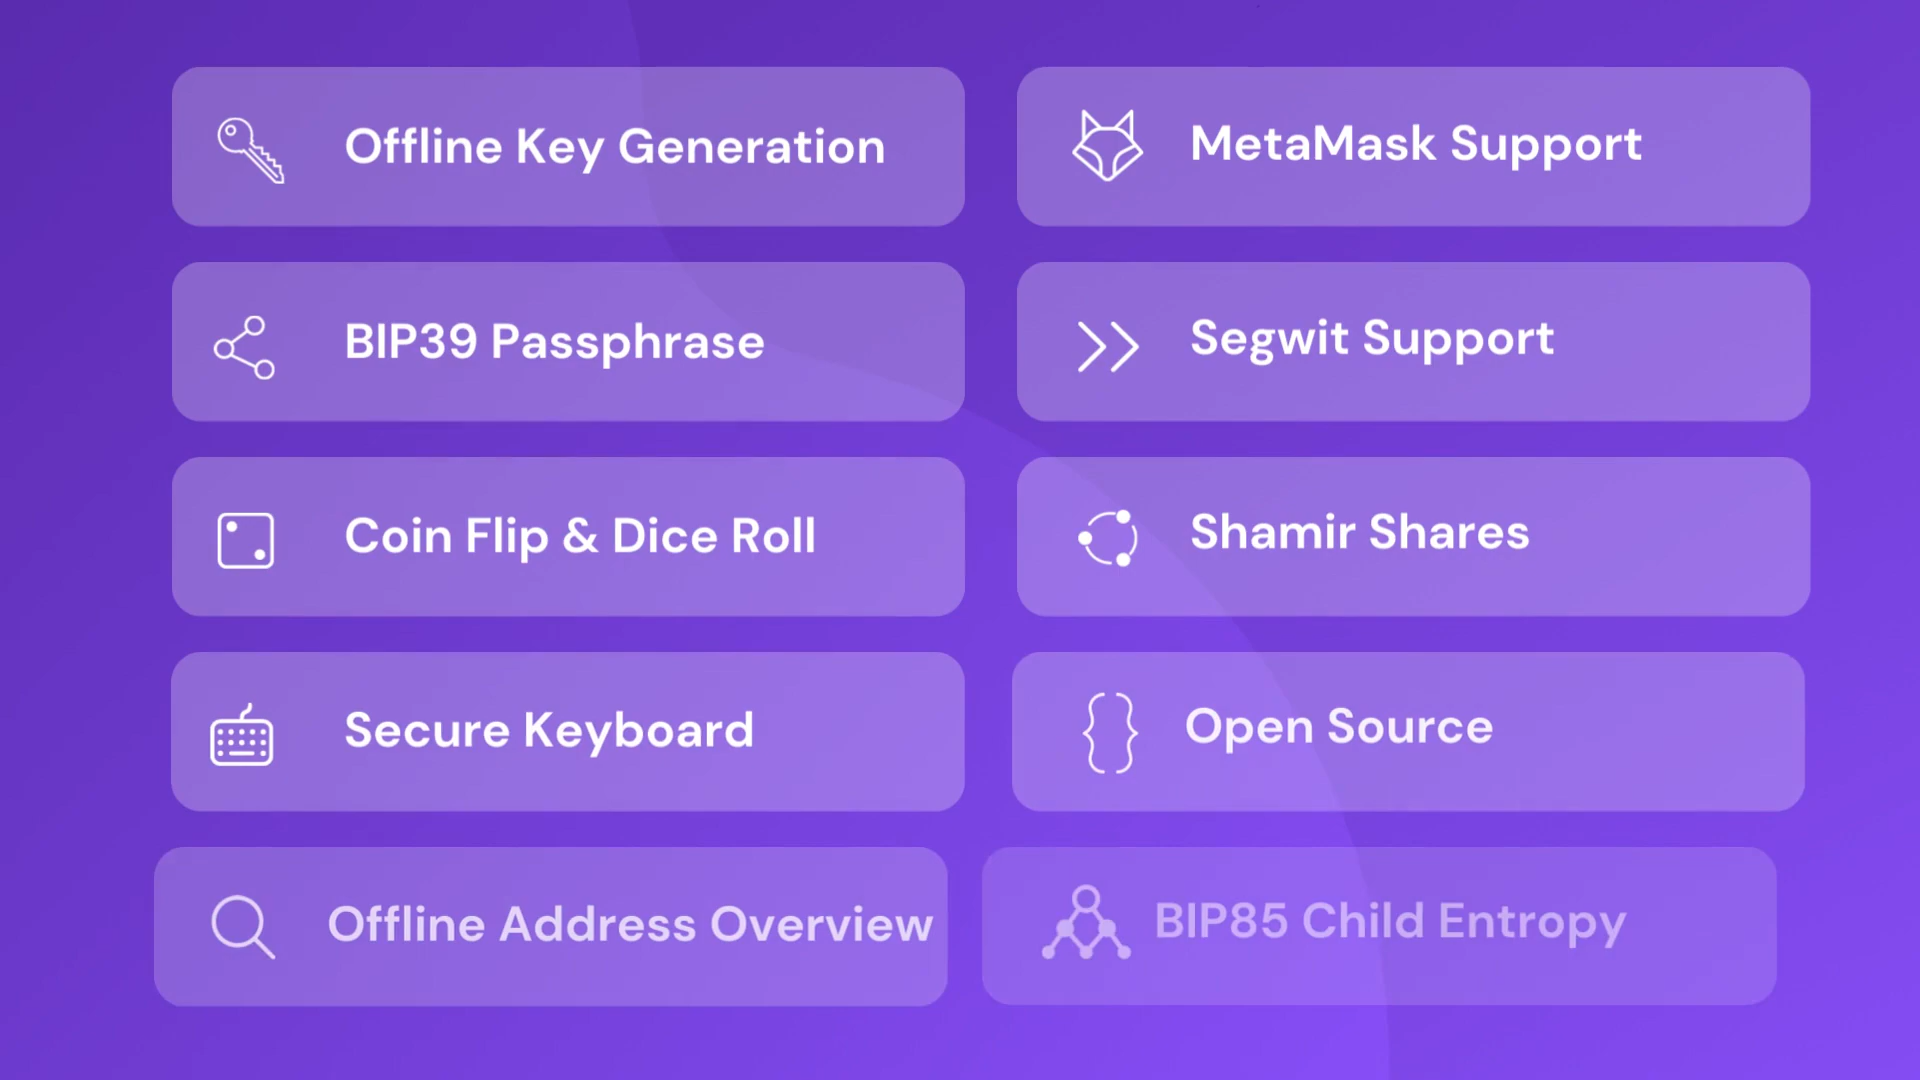 Offline Key Generation
MetaMask Support
BIP39 Passphrase
Segwit Support
Coin Flip & Dice Roll
Shamir Shares
Secure Keyboard
Open Source
Offline Address Overview
BIP85 Child Entropy